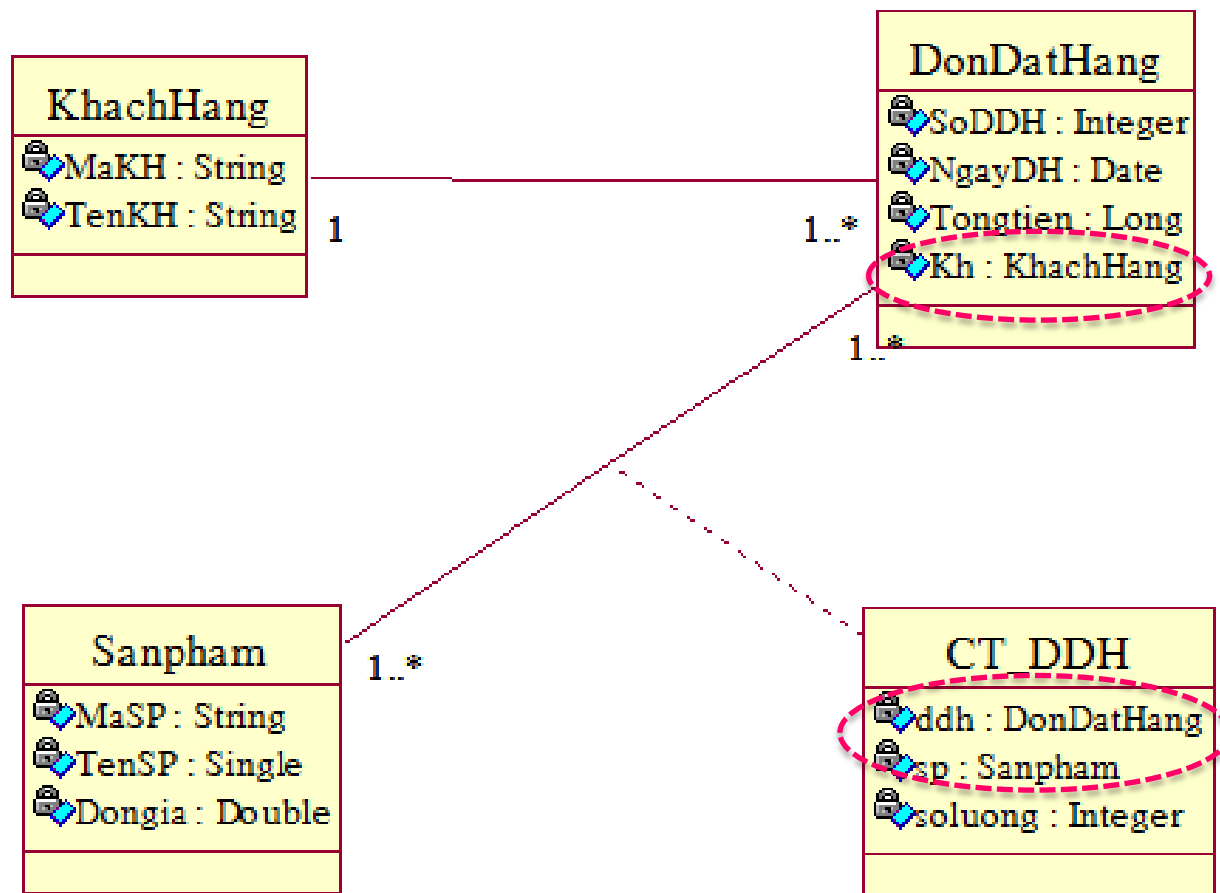 KhachHang
MaKH : String
TenKH : String
1
1..*
DonDatHang
SoDDH : Integer
NgayDH : Date
Tongtien : Long
Kh : KhachHang
1..*
Sanpham
MaSP : String
TenSP : Single
Dongia : Double
1..*
CT_DDH
ddh : DonDatHang
sp : Sanpham
soluong : Integer